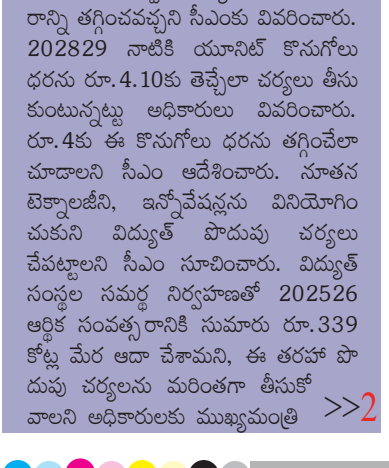 రాన్ని తగ్గించవచ్చని సీఎంకు వివరించారు.
202829 నాటికి యూనిట్ కొనుగోలు
ధరను రూ.4.10కు తెచ్చేలా చర్యలు తీసు
కుంటున్నట్టు అధికారులు వివరించారు.
రూ.4కు ఈ కొనుగోలు ధరను తగ్గించేలా
చూడాలని సీఎం ఆదేశించారు. నూతన
టెక్నాలజీని, ఇన్నోవేషన్లను వినియోగిం
చుకుని విద్యుత్ పొదుపు చర్యలు
చేపట్టాలని సీఎం సూచించారు. విద్యుత్
సంస్థల సమర్థ నిర్వహణతో 202526
ఆర్థిక సంవత్సరానికి సుమారు రూ.339
కోట్ల మేర ఆదా చేశామని, ఈ తరహా పొ
దుపు చర్యలను మరింతగా తీసుకో
వాలని అధికారులకు ముఖ్యమంత్రి >>2